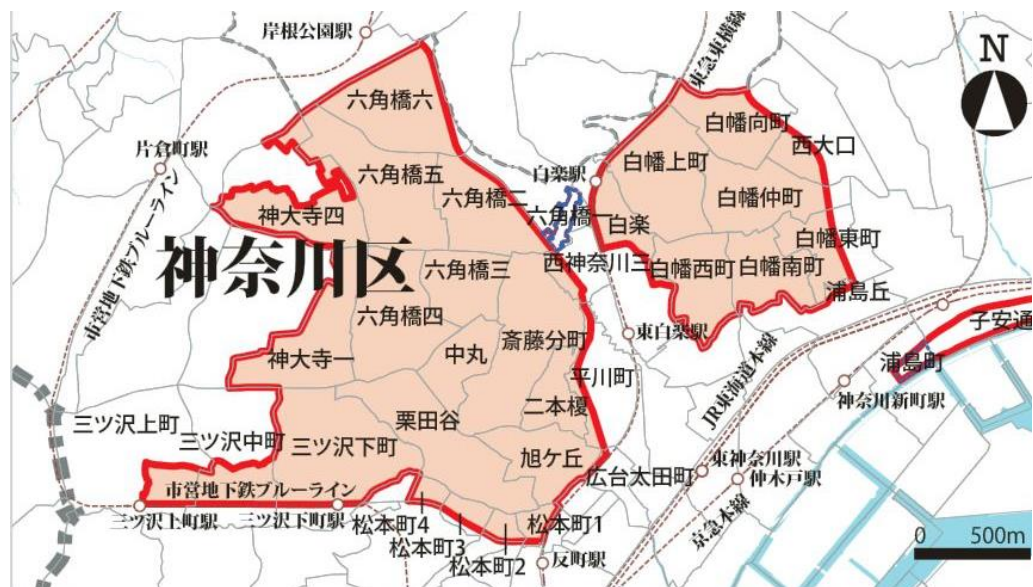 岸根公園駅
東急東横線
N
六角橋六
白幡向町
西大口
片倉町駅
白幡上町
六角橋五
白楽駅
六角橋二
白幡仲町
神大寺四
六角橋一
白楽
市営地下鉄ブルーライン
神奈川区
白幡東町
西神奈川三
六角橋三
白幡西町
白幡南町
浦島丘
六角橋四
斎藤分町
東白楽駅
子安通
中丸
神大寺一
平川町
JR東海道本線
浦島町
二本榎
神奈川新町駅
栗田谷
三ツ沢上町
三ツ沢中町
三ツ沢下町
旭ケ丘
広台太田町
東神奈川駅
仲木戸駅
市営地下鉄ブルーライン
京急本線
三ツ沢上町駅
三ツ沢下町駅
松本町4
松本町1
松本町3
松本町2
反町駅
0 500m